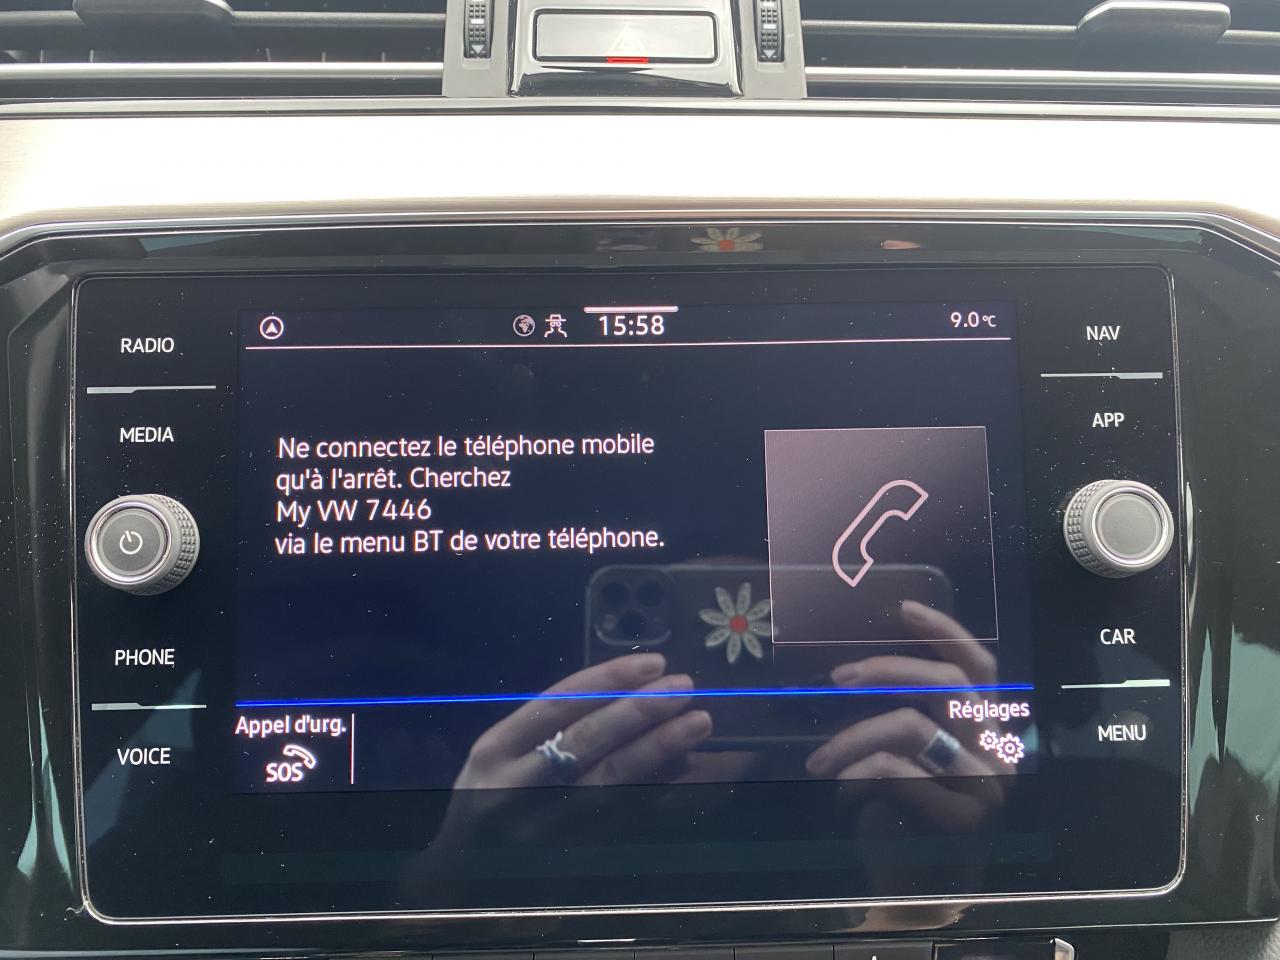 15:58
9.0°C
RADIO
MEDIA
PHONE
VOICE
Ne connectez le téléphone mobile
qu'à l'arrêt. Cherchez
My VW 7446
via le menu BT de votre téléphone.
Appel d'urg.
SOS
Réglages
NAV
APP
CAR
MENU